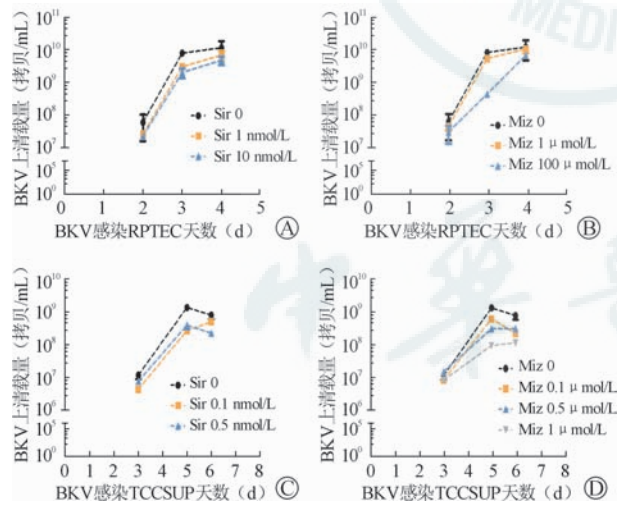 BKV上清载量(拷贝/mL)
10¹¹
10¹⁰
10⁹
10⁸
10⁷
10⁵
10⁰
Sir 0
Sir 1 nmol/L
Sir 10 nmol/L
0 1 2 3 4 5
BKV感染RPTEC天数(d)
Ⓐ
BKV上清载量(拷贝/mL)
10¹¹
10¹⁰
10⁹
10⁸
10⁷
10⁵
10⁰
Miz 0
Miz 1 μ mol/L
Miz 100 μ mol/L
0 1 2 3 4 5
BKV感染RPTEC天数(d)
Ⓑ
BKV上清载量(拷贝/mL)
10¹⁰
10⁹
10⁸
10⁷
10⁶
10¹
10⁰
Sir 0
Sir 0.1 nmol/L
Sir 0.5 nmol/L
0 1 2 3 4 5 6 7 8
BKV感染TCCSUP天数(d)
Ⓒ
BKV上清载量(拷贝/mL)
10¹⁰
10⁹
10⁸
10⁷
10⁶
10¹
10⁰
Miz 0
Miz 0.1 μ mol/L
Miz 0.5 μ mol/L
Miz 1 μ mol/L
0 1 2 3 4 5 6 7 8
BKV感染TCCSUP天数(d)
Ⓓ
MEDI
中華